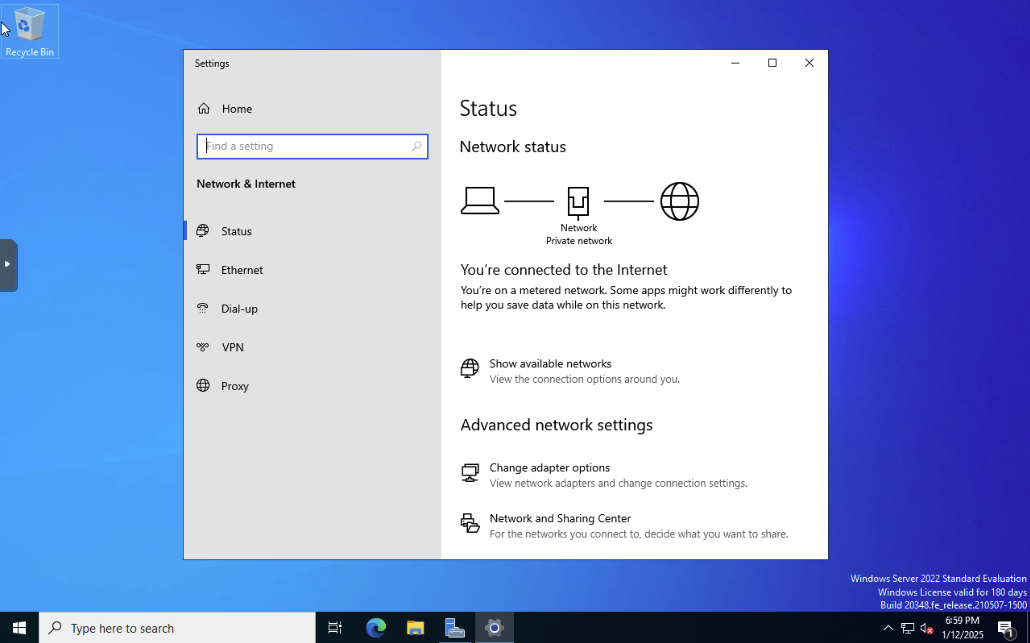 Recycle Bin
Settings
Home
Find a setting
Network & Internet
Status
Ethernet
Dial-up
VPN
Proxy
Status
Network status
Network
Private network
You're connected to the Internet
You're on a metered network. Some apps might work differently to
help you save data while on this network.
Show available networks
View the connection options around you.
Advanced network settings
Change adapter options
View network adapters and change connection settings.
Network and Sharing Center
For the networks you connect to, decide what you want to share.
Windows Server 2022 Standard Evaluation
Windows License valid for 180 days
Build 20348.fe_release.210507-1500
Type here to search
6:59 PM
1/12/2025
1